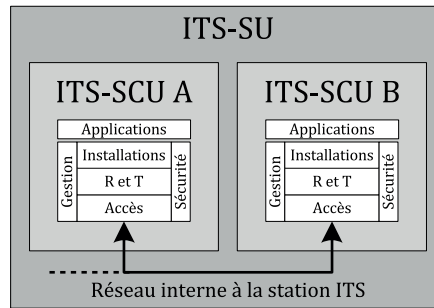 ITS-SU
ITS-SCU A
Applications
Gestion
Installations
R et T
Accès
Sécurité
ITS-SCU B
Applications
Gestion
Installations
R et T
Accès
Sécurité
Réseau interne à la station ITS